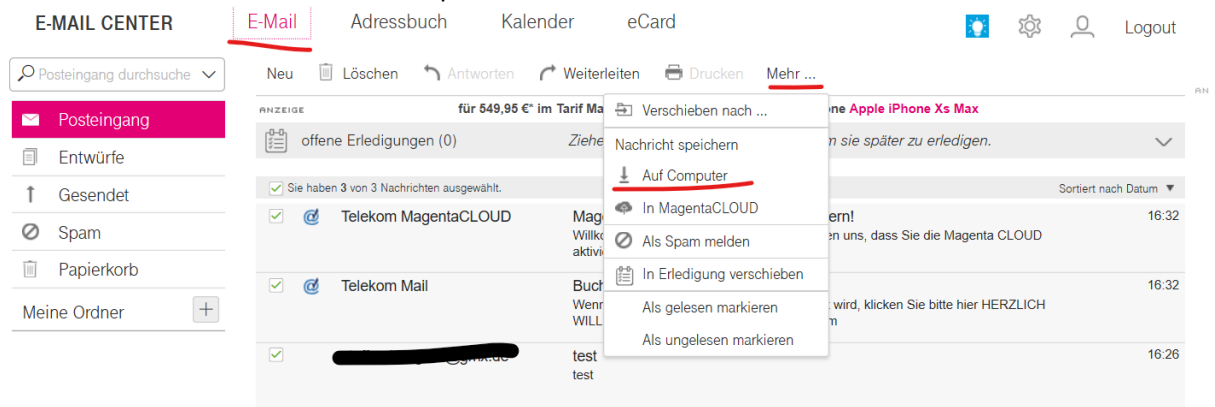 E-MAIL CENTER
E-Mail Adressbuch Kalender eCard Logout
Posteingang durchsuche
Neu Löschen Antworten Weiterleiten Drucken Mehr ...
AN
ANZEIGE für 549,95 €* im Tarif Ma ne Apple iPhone Xs Max
Posteingang
Verschieben nach ...
offene Erledigungen (0) Ziehe m sie später zu erledigen.
Nachricht speichern
Entwürfe
Auf Computer
Gesendet
Sie haben 3 von 3 Nachrichten ausgewählt. Sortiert nach Datum ▼
In MagentaCLOUD
Telekom MagentaCLOUD Mag ern! 16:32
Spam
Willko en uns, dass Sie die Magenta CLOUD
Als Spam melden
aktivi
Papierkorb
In Erledigung verschieben
Telekom Mail Buch 16:32
Meine Ordner +
Wenn t wird, klicken Sie bitte hier HERZLICH
Als gelesen markieren
WILL m
Als ungelesen markieren
test 16:26
test